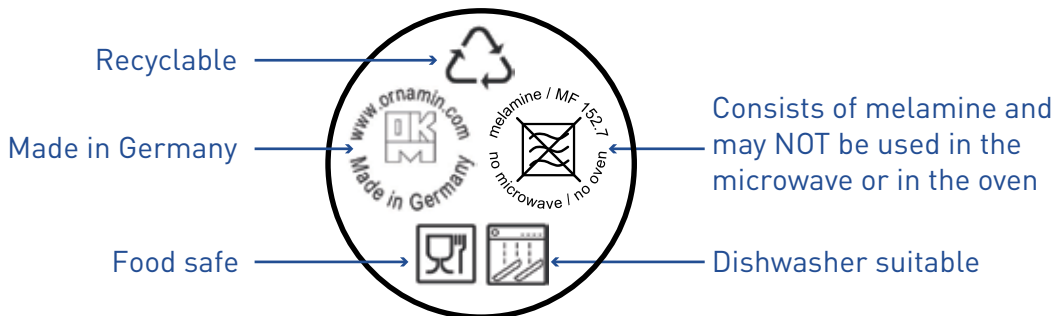 Recyclable
Made in Germany
Food safe
www.ornamin.com
OKM
Made in Germany
melamine / MF 152.7
no microwave / no oven
Consists of melamine and
may NOT be used in the
microwave or in the oven
Dishwasher suitable